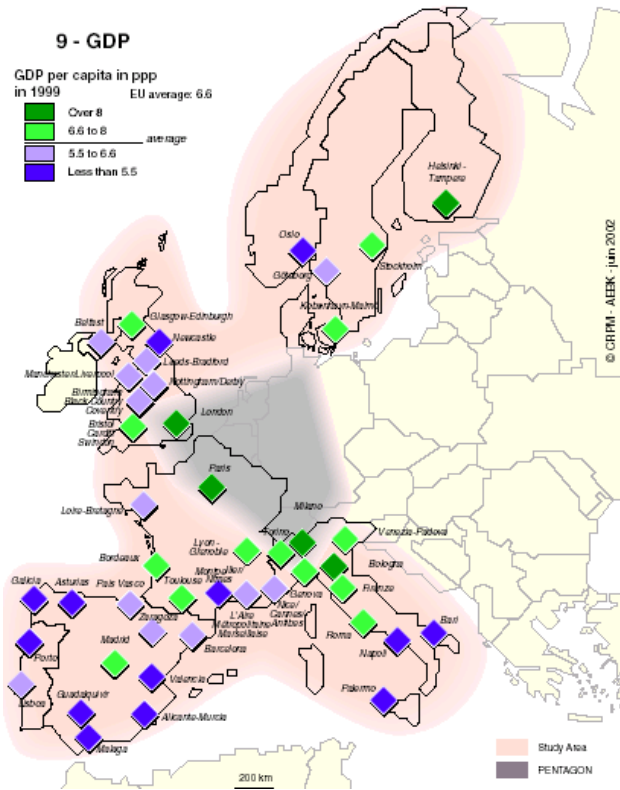 9 - GDP
GDP per capita in ppp
in 1999
EU average: 6.6
Over 8
6.6 to 8
average
5.5 to 6.6
Less than 5.5
Helsinki -
Tampere
Oslo
Stockholm
Göteborg
København-Malmö
© CRPM - AEBK - juin 2002
Glasgow-Edinburgh
Belfast
Newcastle
Leeds-Bradford
Manchester/Liverpool
Nottingham/Derby
Birmingham
Black Country
Coventry
London
Bristol
Cardiff
Swindon
Paris
Loire-Bretagne
Milano
Torino
Venezia-Padova
Lyon -
Grenoble
Bordeaux
Bologna
Montpellier/
Nîmes
Toulouse
Genova
Firenze
Galicia
Asturias
Pais Vasco
L'Aire
Métropolitaine
Marseillaise
Nice/
Cannes/
Antibes
Zaragoza
Roma
Bari
Madrid
Barcelona
Napoli
Porto
Valencia
Lisboa
Guadalquivir
Palermo
Alicante-Murcia
Malaga
200 km
Study Area
PENTAGON